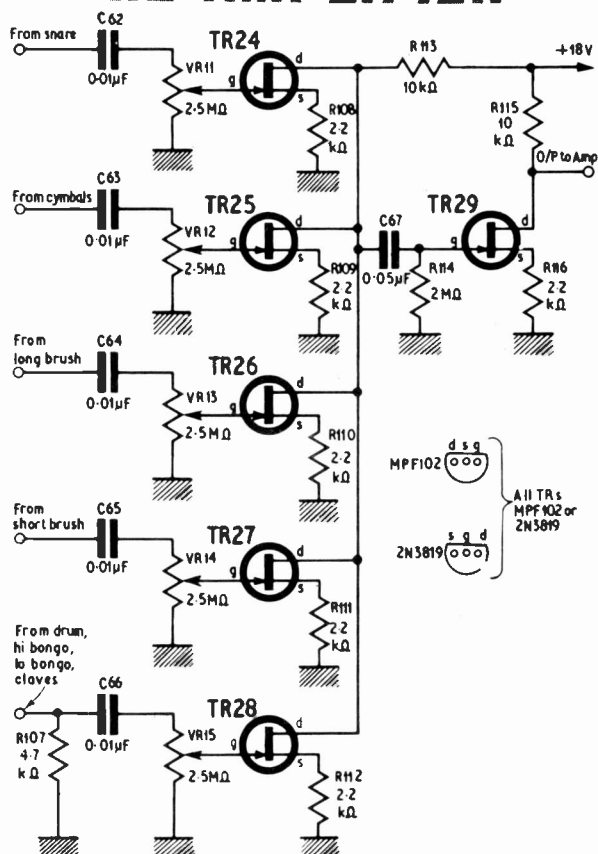 From snare
C62
0·01µF
VR11
2·5MΩ
TR24
g
d
s
R108
2·2
kΩ
R113
10kΩ
+18V
R115
10
kΩ
O/P to Amp
From cymbals
C63
0·01µF
VR12
2·5MΩ
TR25
g
d
s
R109
2·2
kΩ
C67
0·05µF
R114
2MΩ
TR29
g
d
s
R116
2·2
kΩ
From
long brush
C64
0·01µF
VR13
2·5MΩ
TR26
g
d
s
R110
2·2
kΩ
MPF102
d s g
2N3819
s g d
All TRs
MPF102 or
2N3819
From
short brush
C65
0·01µF
VR14
2·5MΩ
TR27
g
d
s
R111
2·2
kΩ
From drum,
hi bongo,
lo bongo,
claves
R107
4·7
kΩ
C66
0·01µF
VR15
2·5MΩ
TR28
g
d
s
R112
2·2
kΩ